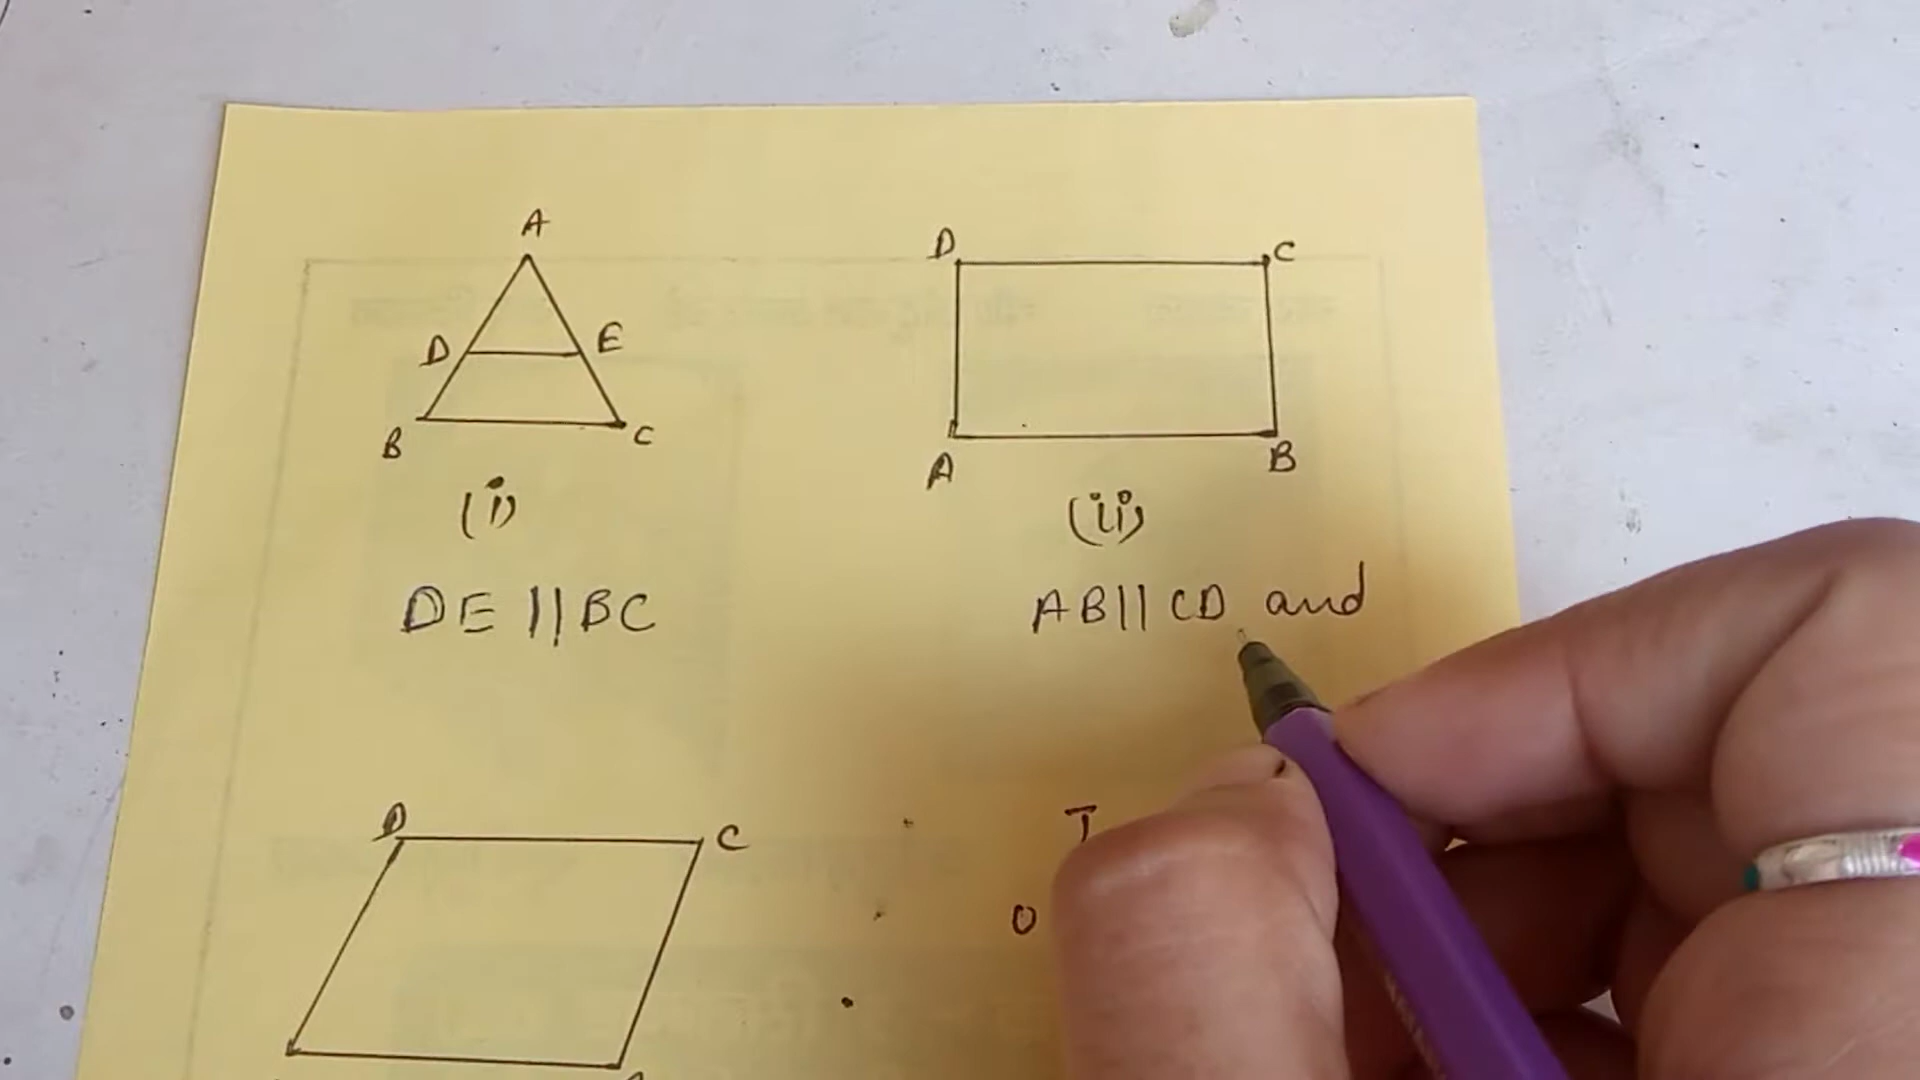 A
D E
B C
(i)
DE || BC
D C
A B
(ii)
AB || CD and
D C
T
O